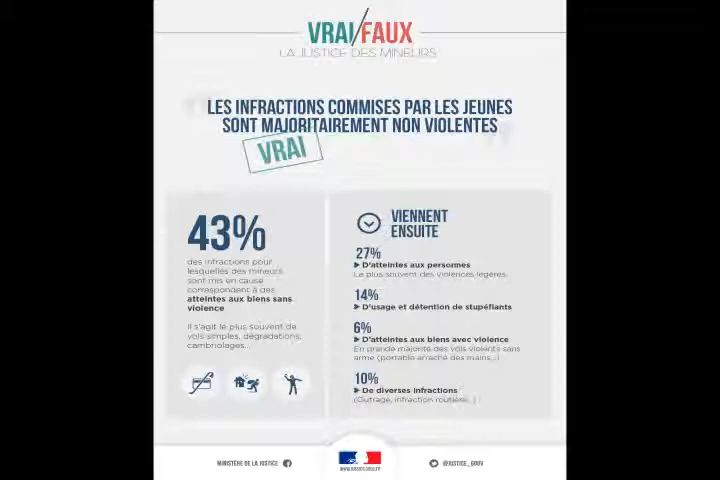 VRAI/FAUX
LA JUSTICE DES MINEURS
LES INFRACTIONS COMMISES PAR LES JEUNES
SONT MAJORITAIREMENT NON VIOLENTES
VRAI
43%
des infractions pour
lesquelles des mineurs
sont mis en cause
correspondent à des
atteintes aux biens sans
violence
Il s'agit le plus souvent de
vols simples, dégradations,
cambriolages...
VIENNENT
ENSUITE
27%
D'atteintes aux personnes
Le plus souvent des violences légères.
14%
D'usage et détention de stupéfiants
6%
D'atteintes aux biens avec violence
En grande majorité des vols violents sans
arme (portable arraché des mains...)
10%
De diverses infractions
(Outrage, infraction routière...)
MINISTÈRE DE LA JUSTICE
WWW.JUSTICE.GOUV.FR
@JUSTICE_GOUV